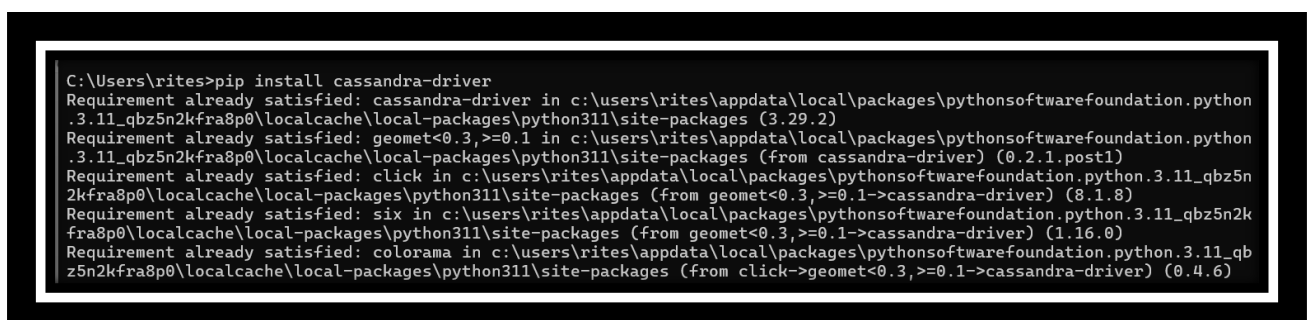 C:\Users\rites>pip install cassandra-driver
Requirement already satisfied: cassandra-driver in c:\users\rites\appdata\local\packages\pythonsoftwarefoundation.python
.3.11_qbz5n2kfra8p0\localcache\local-packages\python311\site-packages (3.29.2)
Requirement already satisfied: geomet<0.3,>=0.1 in c:\users\rites\appdata\local\packages\pythonsoftwarefoundation.python
.3.11_qbz5n2kfra8p0\localcache\local-packages\python311\site-packages (from cassandra-driver) (0.2.1.post1)
Requirement already satisfied: click in c:\users\rites\appdata\local\packages\pythonsoftwarefoundation.python.3.11_qbz5n
2kfra8p0\localcache\local-packages\python311\site-packages (from geomet<0.3,>=0.1->cassandra-driver) (8.1.8)
Requirement already satisfied: six in c:\users\rites\appdata\local\packages\pythonsoftwarefoundation.python.3.11_qbz5n2k
fra8p0\localcache\local-packages\python311\site-packages (from geomet<0.3,>=0.1->cassandra-driver) (1.16.0)
Requirement already satisfied: colorama in c:\users\rites\appdata\local\packages\pythonsoftwarefoundation.python.3.11_qb
z5n2kfra8p0\localcache\local-packages\python311\site-packages (from click->geomet<0.3,>=0.1->cassandra-driver) (0.4.6)